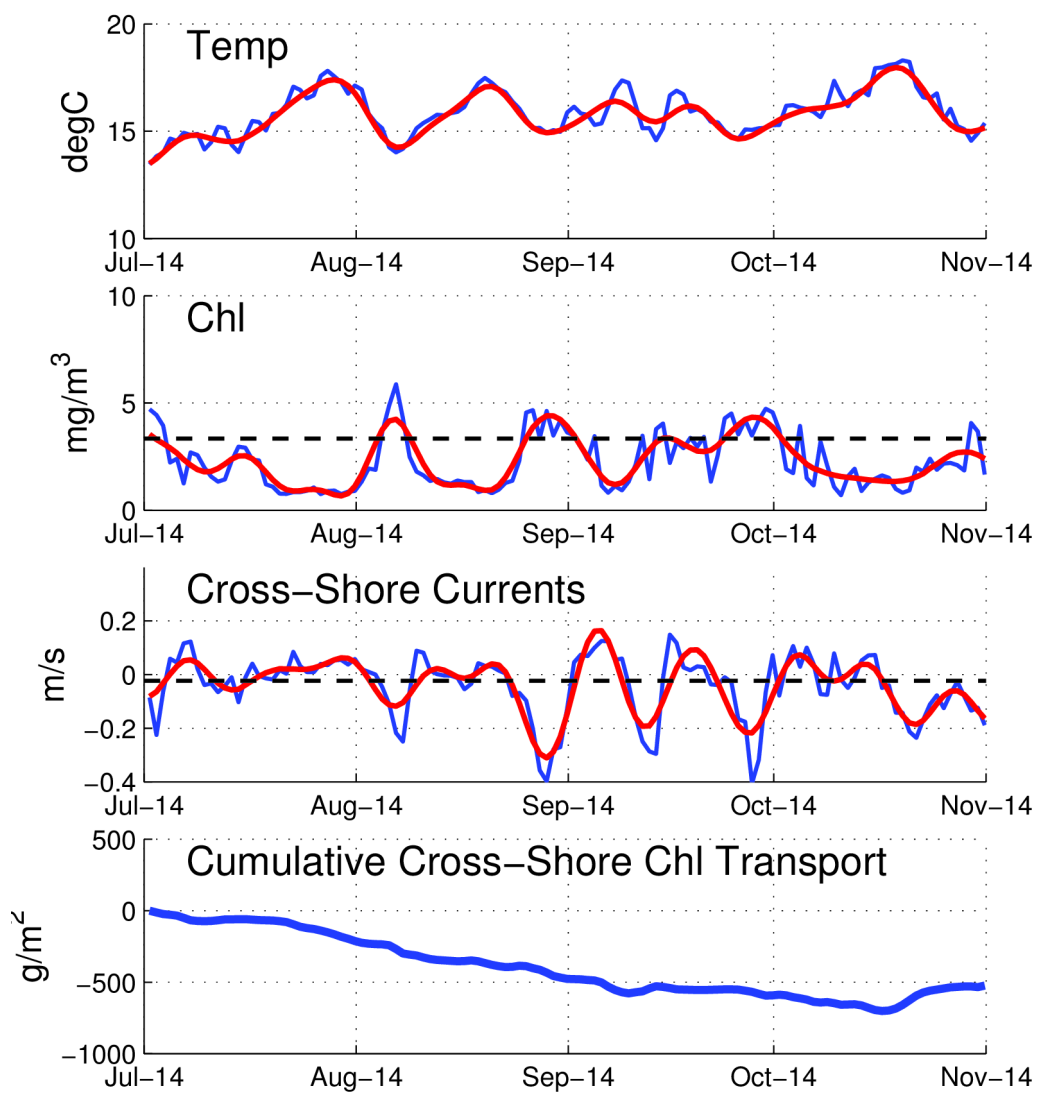 Temp
degC
20
15
10
Jul−14 Aug−14 Sep−14 Oct−14 Nov−14
Chl
mg/m³
10
5
0
Jul−14 Aug−14 Sep−14 Oct−14 Nov−14
Cross−Shore Currents
m/s
0.2
0
−0.2
−0.4
Jul−14 Aug−14 Sep−14 Oct−14 Nov−14
Cumulative Cross−Shore Chl Transport
g/m²
500
0
−500
−1000
Jul−14 Aug−14 Sep−14 Oct−14 Nov−14